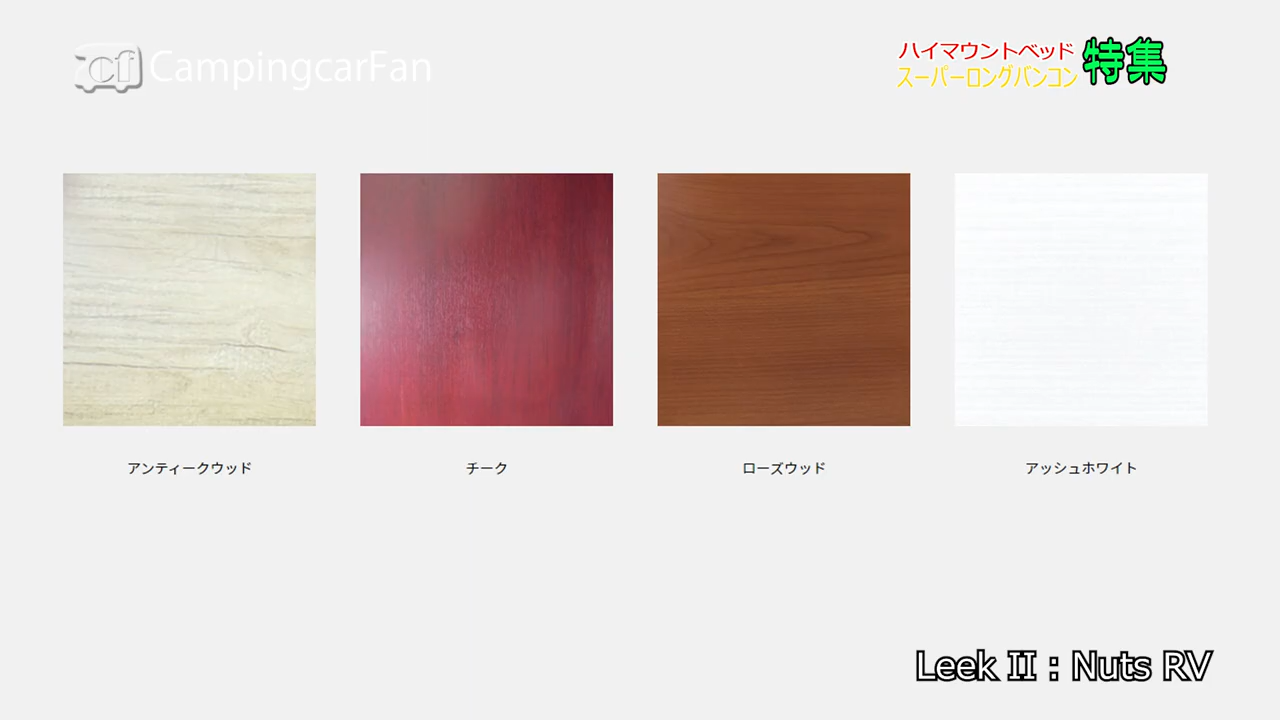 cf CampingcarFan
ハイマウントベッド
スーパーロングバンコン
特集
アンティークウッド
チーク
ローズウッド
アッシュホワイト
Leek II : Nuts RV